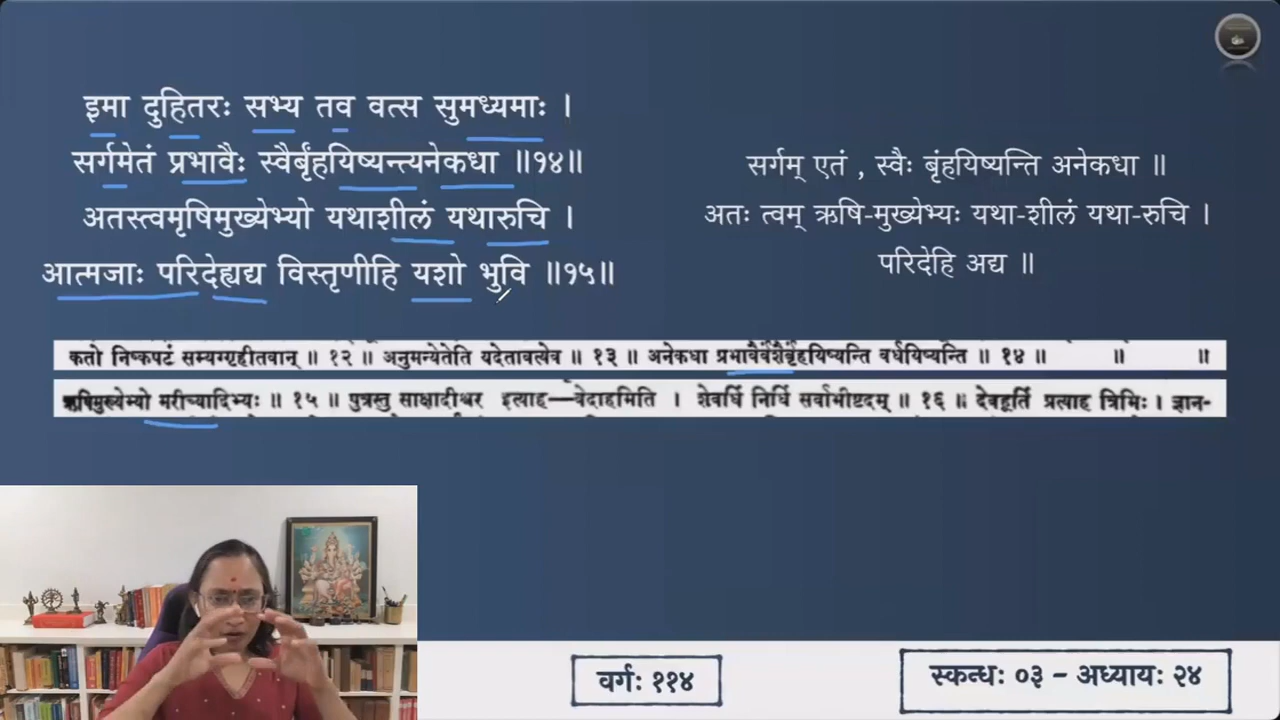 इमा दुहितरः सभ्य तव वत्स सुमध्यमाः ।
सर्गमेतं प्रभावैः स्वैर्बृंहयिष्यन्त्यनेकधा ॥१४॥
अतस्त्वमृषिमुख्येभ्यो यथाशीलं यथारुचि ।
आत्मजाः परिदेह्यद्य विस्तृणीहि यशो भुवि ॥१५॥
सर्गम् एतं , स्वैः बृंहयिष्यन्ति अनेकधा ॥
अतः त्वम् ऋषि-मुख्येभ्यः यथा-शीलं यथा-रुचि ।
परिदेहि अद्य ॥
कतो निष्कपटं सम्यग्गृहीतवान् ॥ १२ ॥ अनुमन्येतेति यदेतावत्येव ॥ १३ ॥ अनेकधा प्रभावैर्वंशैर्बृंहयिष्यन्ति वर्धयिष्यन्ति ॥ १४ ॥ ॥ ॥
ऋषिमुख्येभ्यो मरीच्यादिभ्यः ॥ १५ ॥ पुत्रस्तु साक्षादीश्वर इत्याह—वेदाहमिति । शेवधिं निधिं सर्वाभीष्टदम् ॥ १६ ॥ देवहूतिं प्रत्याह त्रिभिः । ज्ञान-
वर्गः ११४
स्कन्धः ०३ - अध्यायः २४